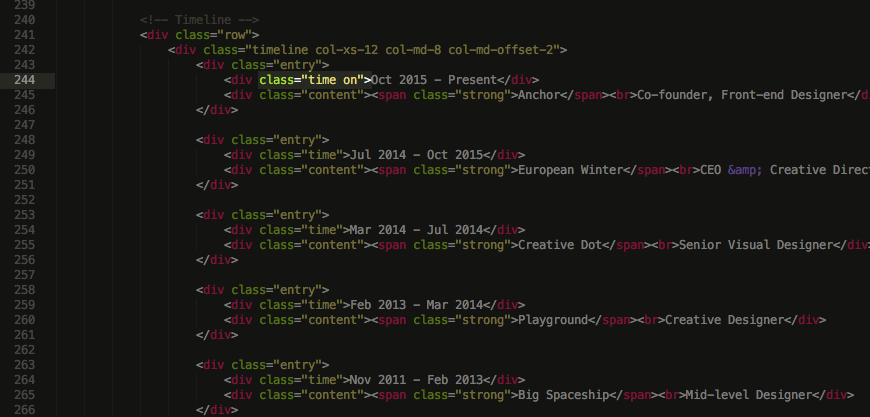 239
240 <!-- Timeline -->
241 <div class="row">
242 <div class="timeline col-xs-12 col-md-8 col-md-offset-2">
243 <div class="entry">
244 <div class="time on">Oct 2015 – Present</div>
245 <div class="content"><span class="strong">Anchor</span><br>Co-founder, Front-end Designer</d
246 </div>
247
248 <div class="entry">
249 <div class="time">Jul 2014 – Oct 2015</div>
250 <div class="content"><span class="strong">European Winter</span><br>CEO &amp; Creative Direc
251 </div>
252
253 <div class="entry">
254 <div class="time">Mar 2014 – Jul 2014</div>
255 <div class="content"><span class="strong">Creative Dot</span><br>Senior Visual Designer</div
256 </div>
257
258 <div class="entry">
259 <div class="time">Feb 2013 – Mar 2014</div>
260 <div class="content"><span class="strong">Playground</span><br>Creative Designer</div>
261 </div>
262
263 <div class="entry">
264 <div class="time">Nov 2011 – Feb 2013</div>
265 <div class="content"><span class="strong">Big Spaceship</span><br>Mid-level Designer</div>
266 </div>